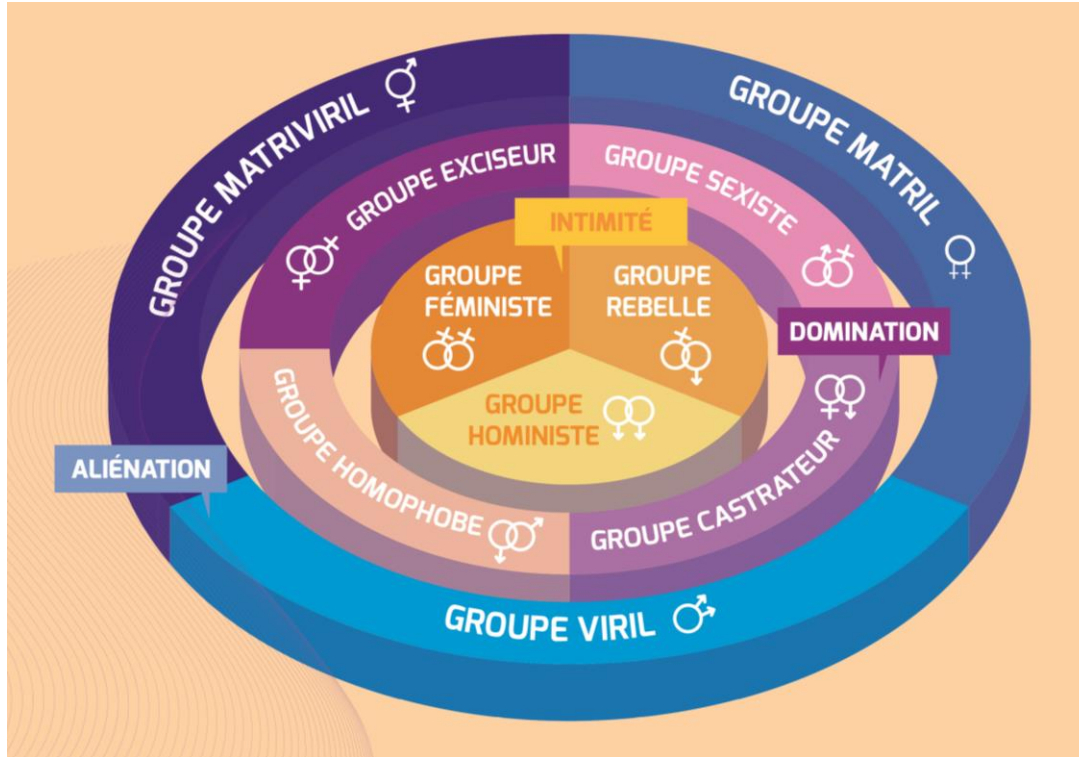 GROUPE MATRIVIRIL
GROUPE MATRIL
GROUPE EXCISEUR
GROUPE SEXISTE
INTIMITÉ
GROUPE
FÉMINISTE
GROUPE
REBELLE
DOMINATION
GROUPE
HOMINISTE
ALIÉNATION
GROUPE HOMOPHOBE
GROUPE CASTRATEUR
GROUPE VIRIL